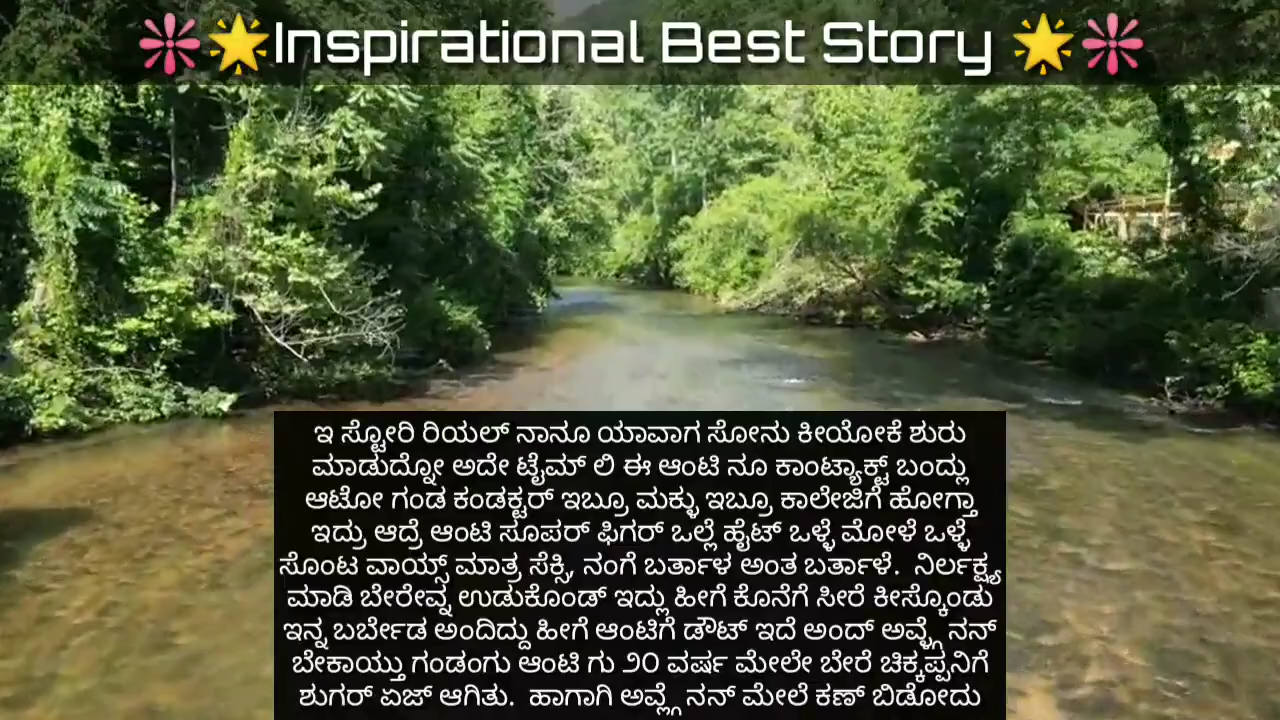 Inspirational Best Story
ಇ ಸ್ಟೋರಿ ರಿಯಲ್ ನಾನೂ ಯಾವಾಗ ಸೋನು ಕೀಯೋಕೆ ಶುರು
ಮಾಡುದ್ನೋ ಅದೇ ಟೈಮ್ ಲಿ ಈ ಆಂಟಿ ನೂ ಕಾಂಟ್ಯಾಕ್ಟ್ ಬಂದ್ಲು
ಆಟೋ ಗಂಡ ಕಂಡಕ್ಟರ್ ಇಬ್ರೂ ಮಕ್ಳು ಇಬ್ರೂ ಕಾಲೇಜಿಗೆ ಹೋಗ್ತಾ
ಇದ್ರು ಆದ್ರೆ ಆಂಟಿ ಸೂಪರ್ ಫಿಗರ್ ಒಲ್ಲೆ ಹೈಟ್ ಒಳ್ಳೆ ಮೋಳೆ ಒಳ್ಳೆ
ಸೊಂಟ ವಾಯ್ಸ್ ಮಾತ್ರ ಸೆಕ್ಸಿ, ನಂಗೆ ಬರ್ತಾಳ ಅಂತ ಬರ್ತಾಳೆ. ನಿರ್ಲಕ್ಷ್ಯ
ಮಾಡಿ ಬೇರೇವ್ನ ಉಡುಕೊಂಡ್ ಇದ್ಲು ಹೀಗೆ ಕೊನೆಗೆ ಸೀರೆ ಕೀಸ್ಕೊಂಡು
ಇನ್ನ ಬರ್ಬೇಡ ಅಂದಿದ್ದು ಹೀಗೆ ಆಂಟಿಗೆ ಡೌಟ್ ಇದೆ ಅಂದ್ ಅವ್ಳ್ಗೆ ನನ್
ಬೇಕಾಯ್ತು ಗಂಡಂಗು ಆಂಟಿ ಗು ೨೦ ವರ್ಷ ಮೇಲೇ ಬೇರೆ ಚಿಕ್ಕಪ್ಪನಿಗೆ
ಶುಗರ್ ಏಜ್ ಆಗಿತು. ಹಾಗಾಗಿ ಅವ್ಲ್ಗೆ ನನ್ ಮೇಲೆ ಕಣ್ ಬಿಡೋದು